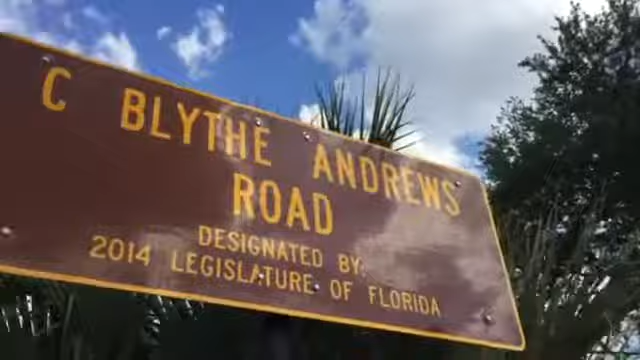 C BLYTHE ANDREWS
ROAD
DESIGNATED BY:
2014 LEGISLATURE OF FLORIDA